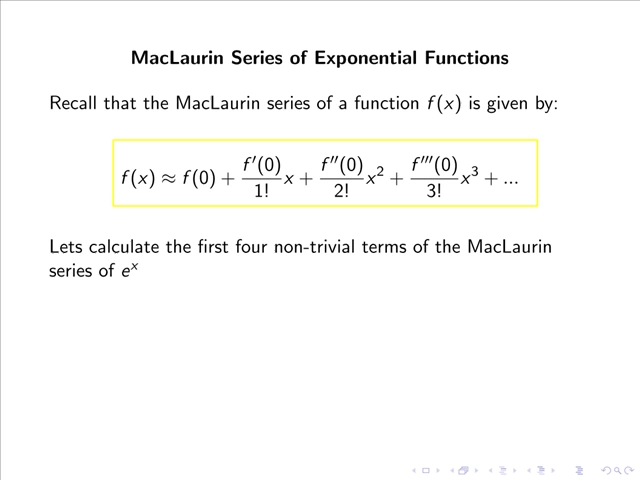 MacLaurin Series of Exponential Functions
Recall that the MacLaurin series of a function f(x) is given by:
f(x) ≈ f(0) + f′(0)/1! x + f″(0)/2! x² + f‴(0)/3! x³ + ...
Lets calculate the first four non-trivial terms of the MacLaurin
series of eˣ